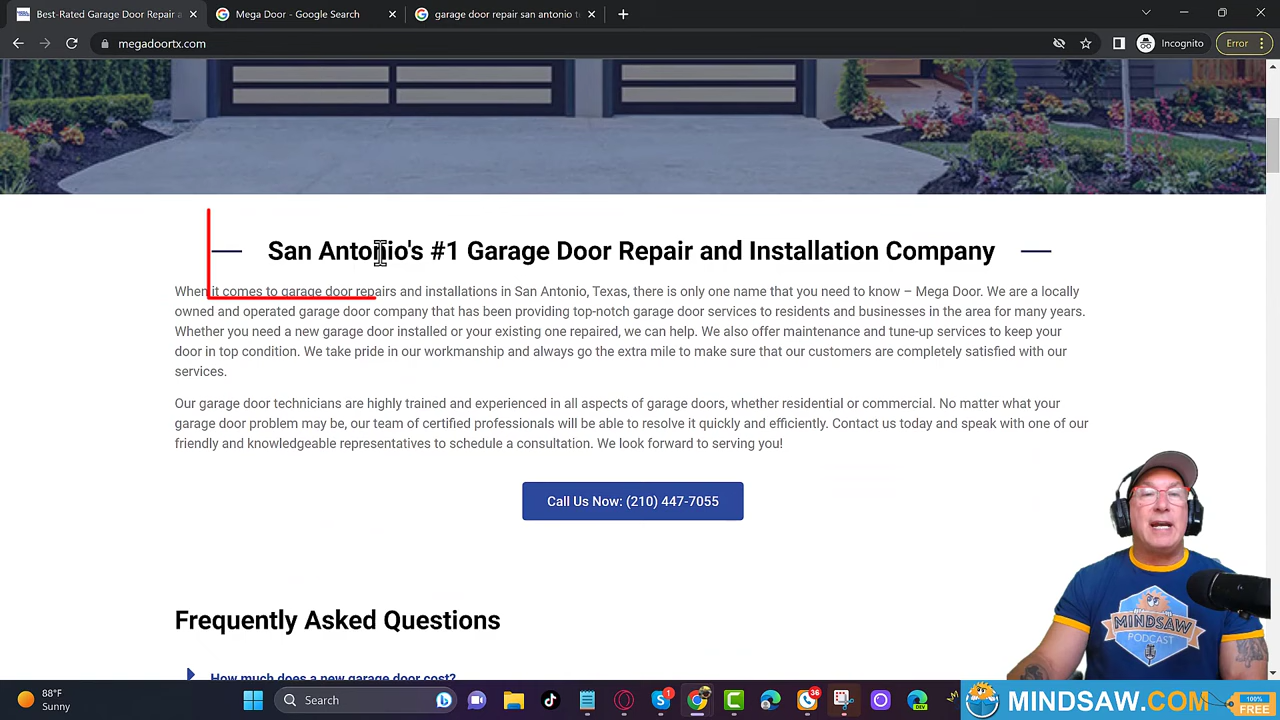 Best-Rated Garage Door Repair a
Mega Door - Google Search
garage door repair san antonio t
megadoortx.com
Incognito
Error
San Antonio's #1 Garage Door Repair and Installation Company
When it comes to garage door repairs and installations in San Antonio, Texas, there is only one name that you need to know – Mega Door. We are a locally
owned and operated garage door company that has been providing top-notch garage door services to residents and businesses in the area for many years.
Whether you need a new garage door installed or your existing one repaired, we can help. We also offer maintenance and tune-up services to keep your
door in top condition. We take pride in our workmanship and always go the extra mile to make sure that our customers are completely satisfied with our
services.
Our garage door technicians are highly trained and experienced in all aspects of garage doors, whether residential or commercial. No matter what your
garage door problem may be, our team of certified professionals will be able to resolve it quickly and efficiently. Contact us today and speak with one of our
friendly and knowledgeable representatives to schedule a consultation. We look forward to serving you!
Call Us Now: (210) 447-7055
Frequently Asked Questions
How much does a new garage door cost?
MINDSAW
PODCAST
88°F
Sunny
Search
1
36
DEV
MINDSAW.COM
100%
FREE